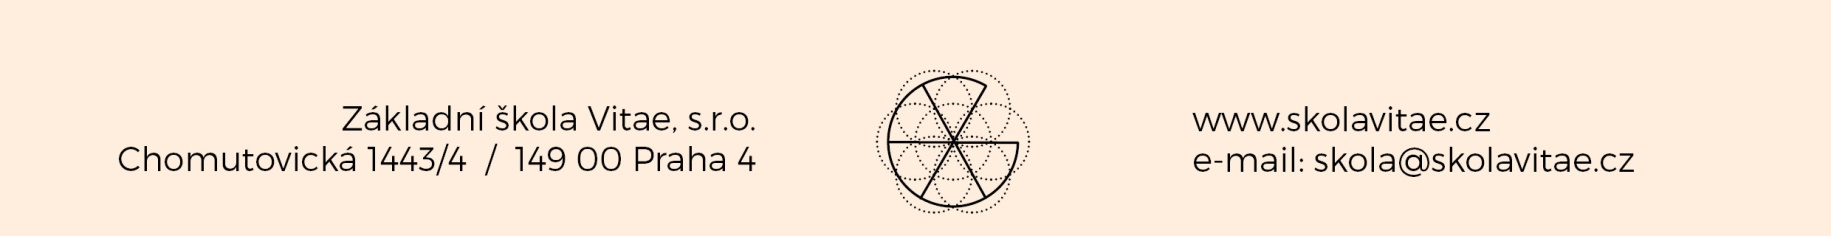 Základní škola Vitae, s.r.o.
Chomutovická 1443/4 / 149 00 Praha 4
www.skolavitae.cz
e-mail: skola@skolavitae.cz